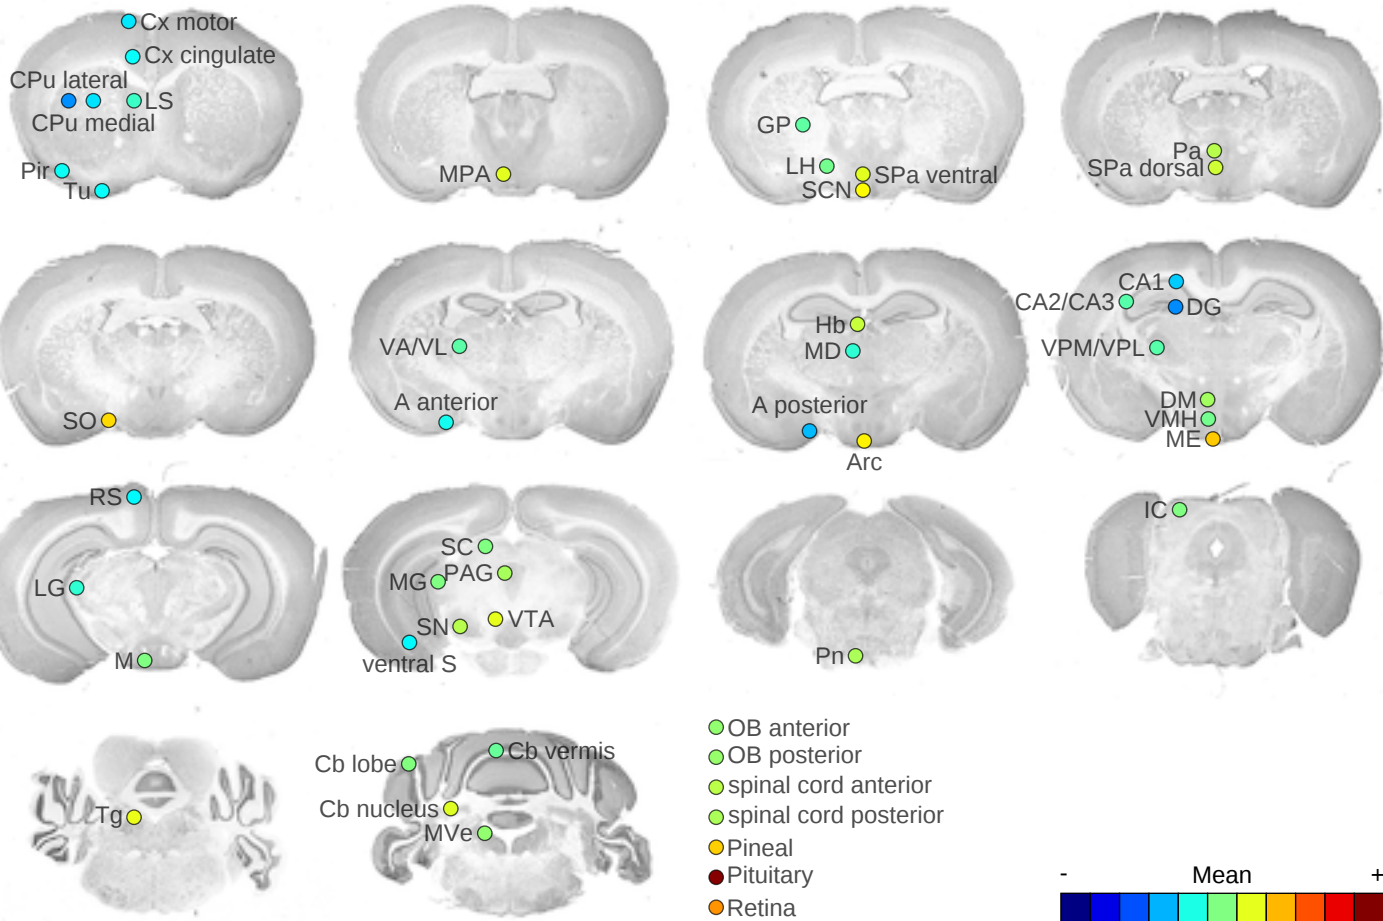 Cx motor
Cx cingulate
CPu lateral
LS
CPu medial
Pir
Tu
MPA
GP
LH
SPa ventral
SCN
Pa
SPa dorsal
SO
VA/VL
A anterior
Hb
MD
A posterior
Arc
CA1
CA2/CA3
DG
VPM/VPL
DM
VMH
ME
RS
LG
M
SC
PAG
MG
VTA
SN
ventral S
Pn
IC
Tg
Cb vermis
Cb lobe
Cb nucleus
MVe
OB anterior
OB posterior
spinal cord anterior
spinal cord posterior
Pineal
Pituitary
Retina
- Mean +